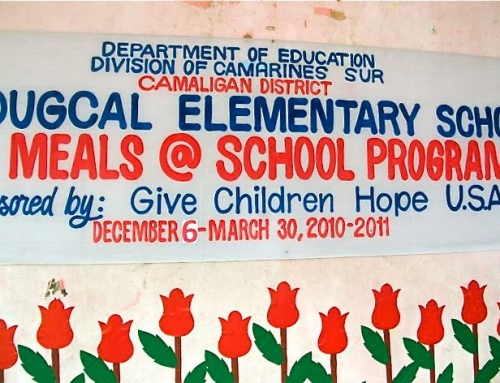 DEPARTMENT OF EDUCATION
DIVISION OF CAMARINES SUR
CAMALIGAN DISTRICT
OUGCAL ELEMENTARY SCHO
MEALS @ SCHOOL PROGRAM
sored by: Give Children Hope U.S.A
DECEMBER 6-MARCH 30, 2010-2011